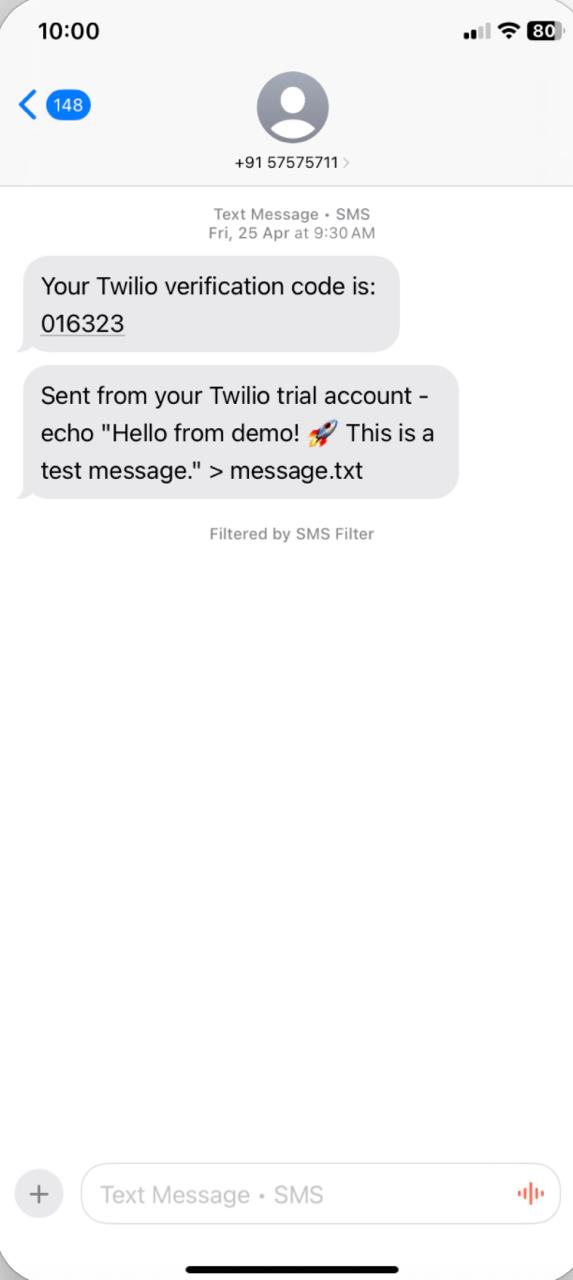 10:00
80
148
+91 57575711
Text Message • SMS
Fri, 25 Apr at 9:30 AM
Your Twilio verification code is:
016323
Sent from your Twilio trial account -
echo "Hello from demo! 🚀 This is a
test message." > message.txt
Filtered by SMS Filter
Text Message • SMS